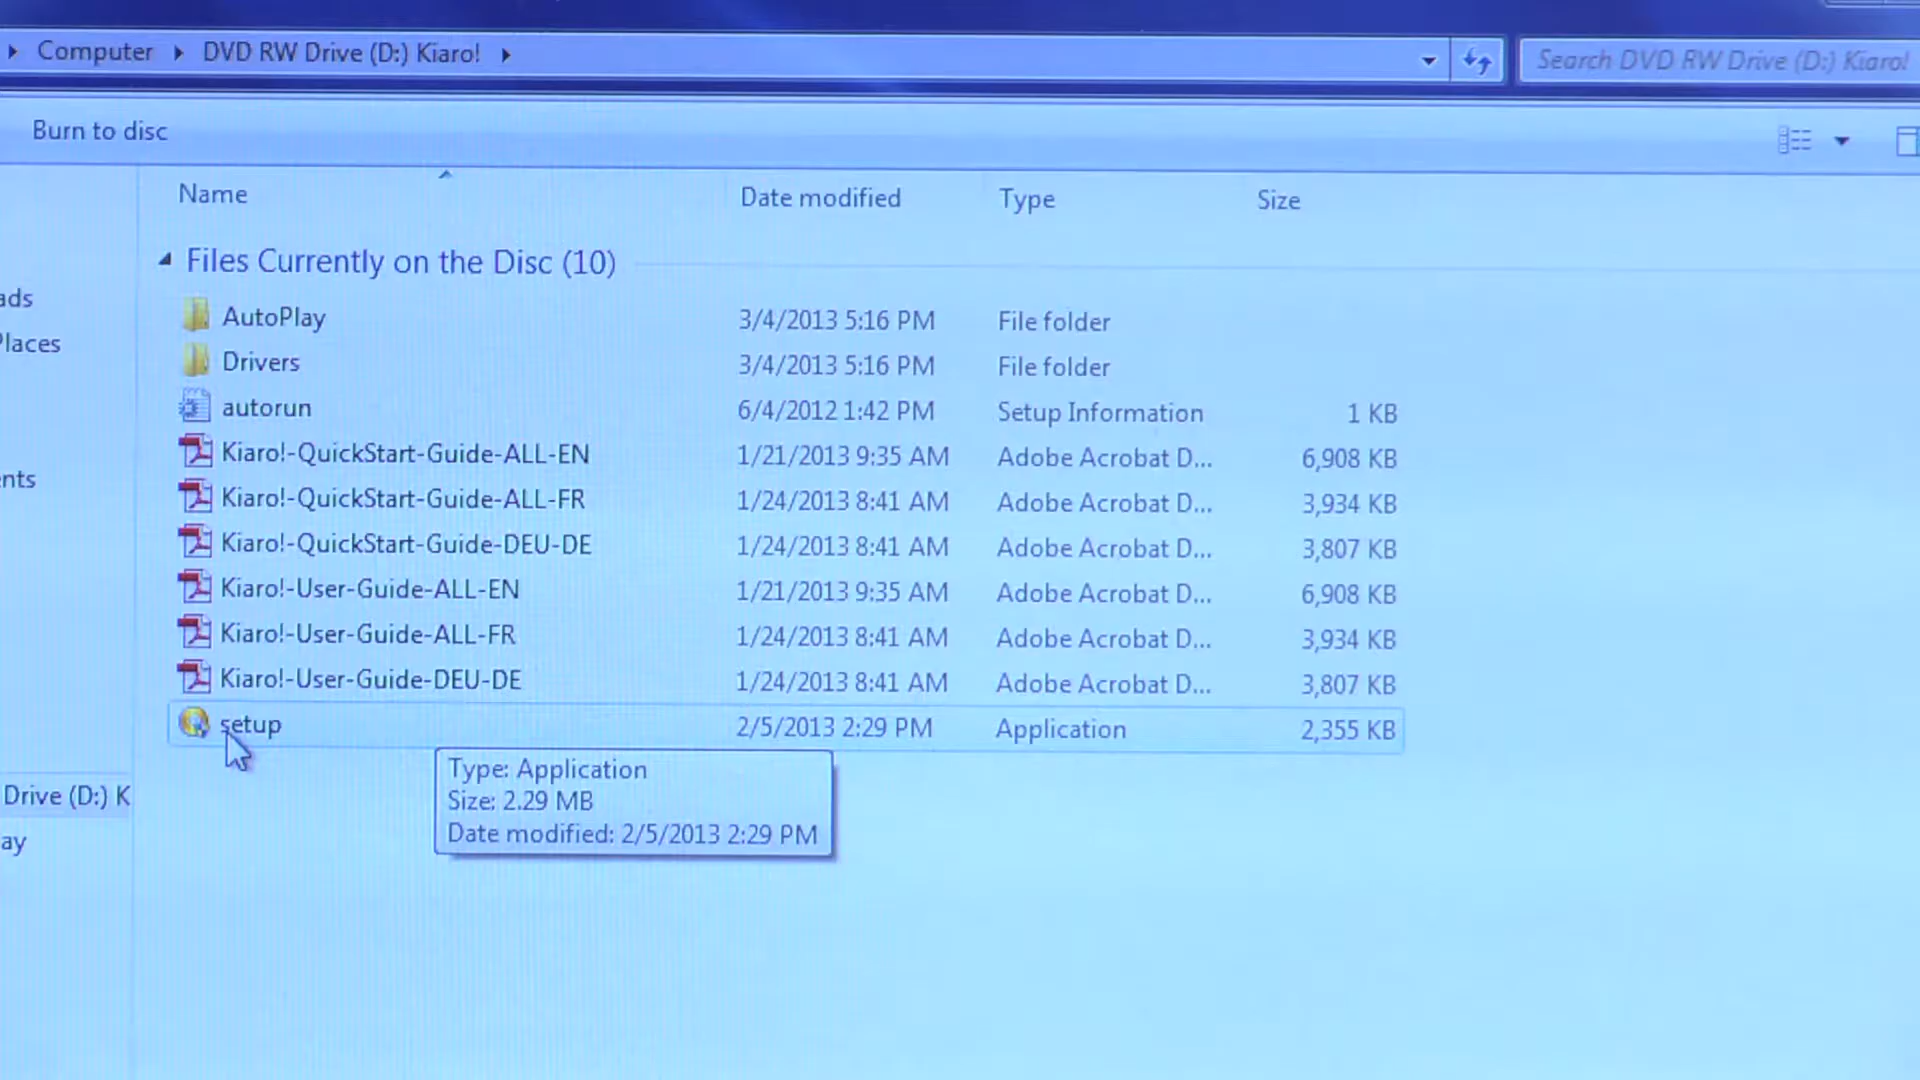 Computer DVD RW Drive (D:) Kiaro!
Search DVD RW Drive (D:) Kiaro!
Burn to disc
Name Date modified Type Size
Files Currently on the Disc (10)
AutoPlay 3/4/2013 5:16 PM File folder
Drivers 3/4/2013 5:16 PM File folder
autorun 6/4/2012 1:42 PM Setup Information 1 KB
Kiaro!-QuickStart-Guide-ALL-EN 1/21/2013 9:35 AM Adobe Acrobat D... 6,908 KB
Kiaro!-QuickStart-Guide-ALL-FR 1/24/2013 8:41 AM Adobe Acrobat D... 3,934 KB
Kiaro!-QuickStart-Guide-DEU-DE 1/24/2013 8:41 AM Adobe Acrobat D... 3,807 KB
Kiaro!-User-Guide-ALL-EN 1/21/2013 9:35 AM Adobe Acrobat D... 6,908 KB
Kiaro!-User-Guide-ALL-FR 1/24/2013 8:41 AM Adobe Acrobat D... 3,934 KB
Kiaro!-User-Guide-DEU-DE 1/24/2013 8:41 AM Adobe Acrobat D... 3,807 KB
setup 2/5/2013 2:29 PM Application 2,355 KB
Type: Application
Size: 2.29 MB
Date modified: 2/5/2013 2:29 PM
ads
Places
ents
Drive (D:) K
ay